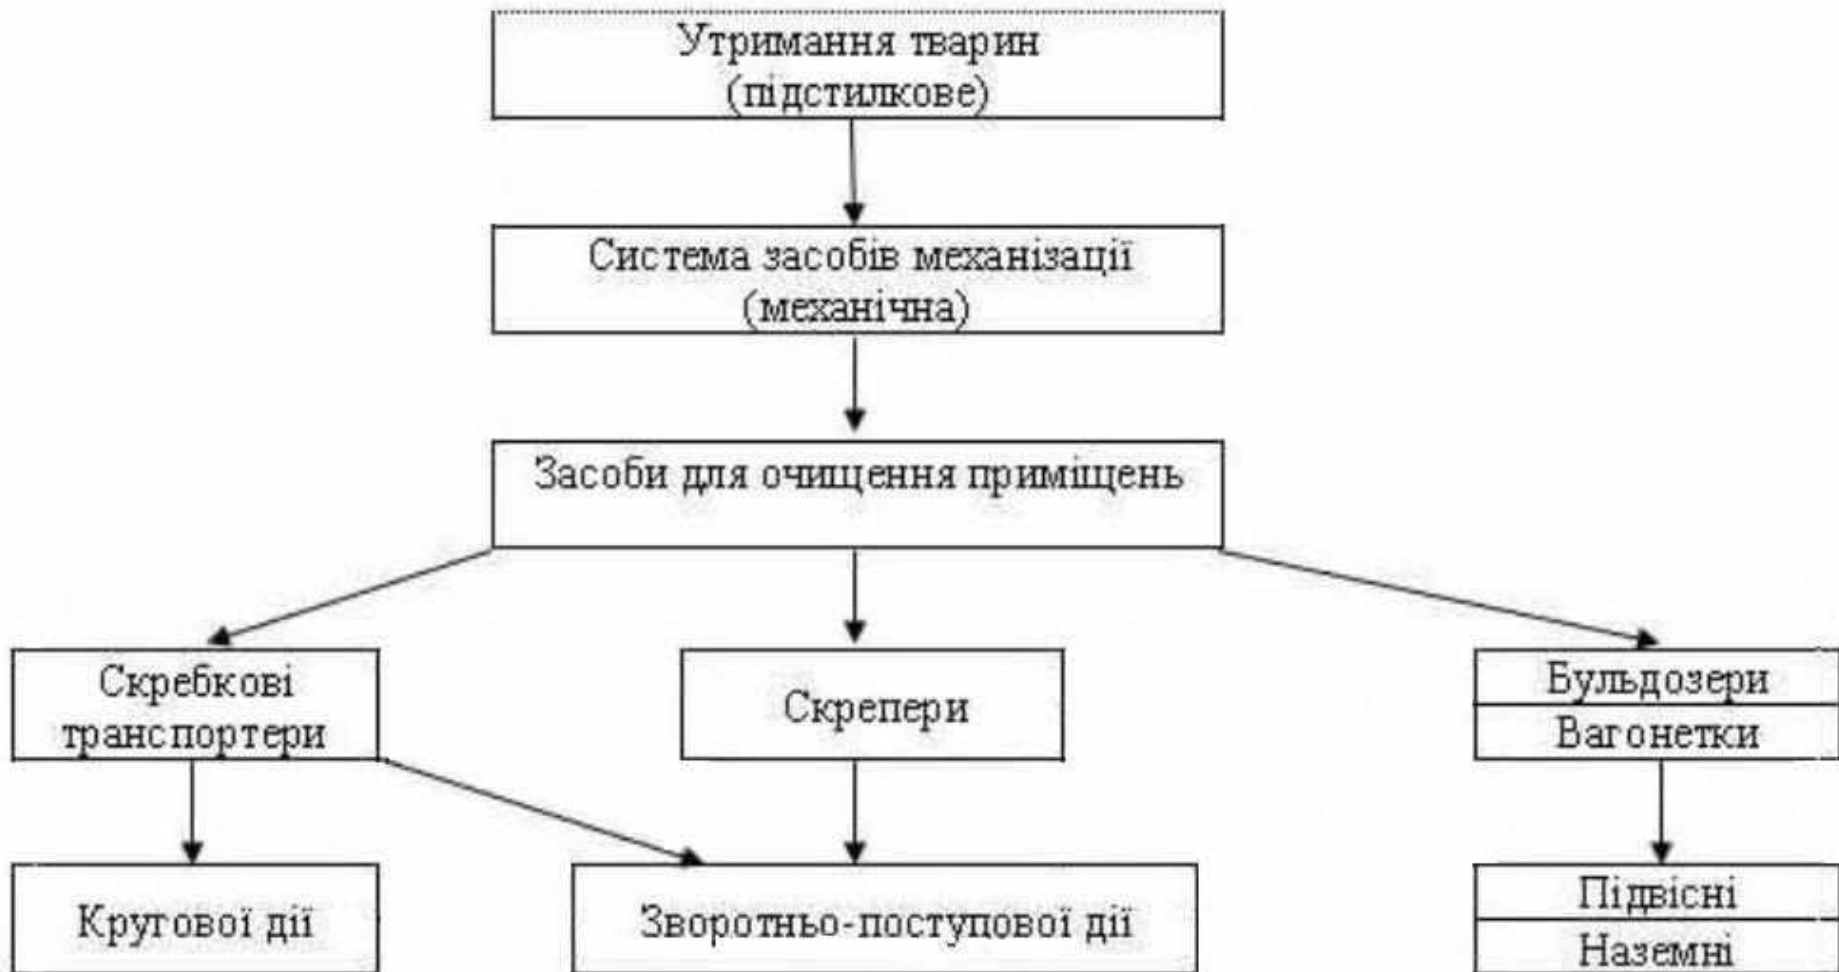 Утримання тварин
(підстилкове)
Система засобів механізації
(механічна)
Засоби для очищення приміщень
Скребкові
транспортери
Скрепери
Бульдозери
Вагонетки
Кругової дії
Зворотньо-поступової дії
Підвісні
Наземні